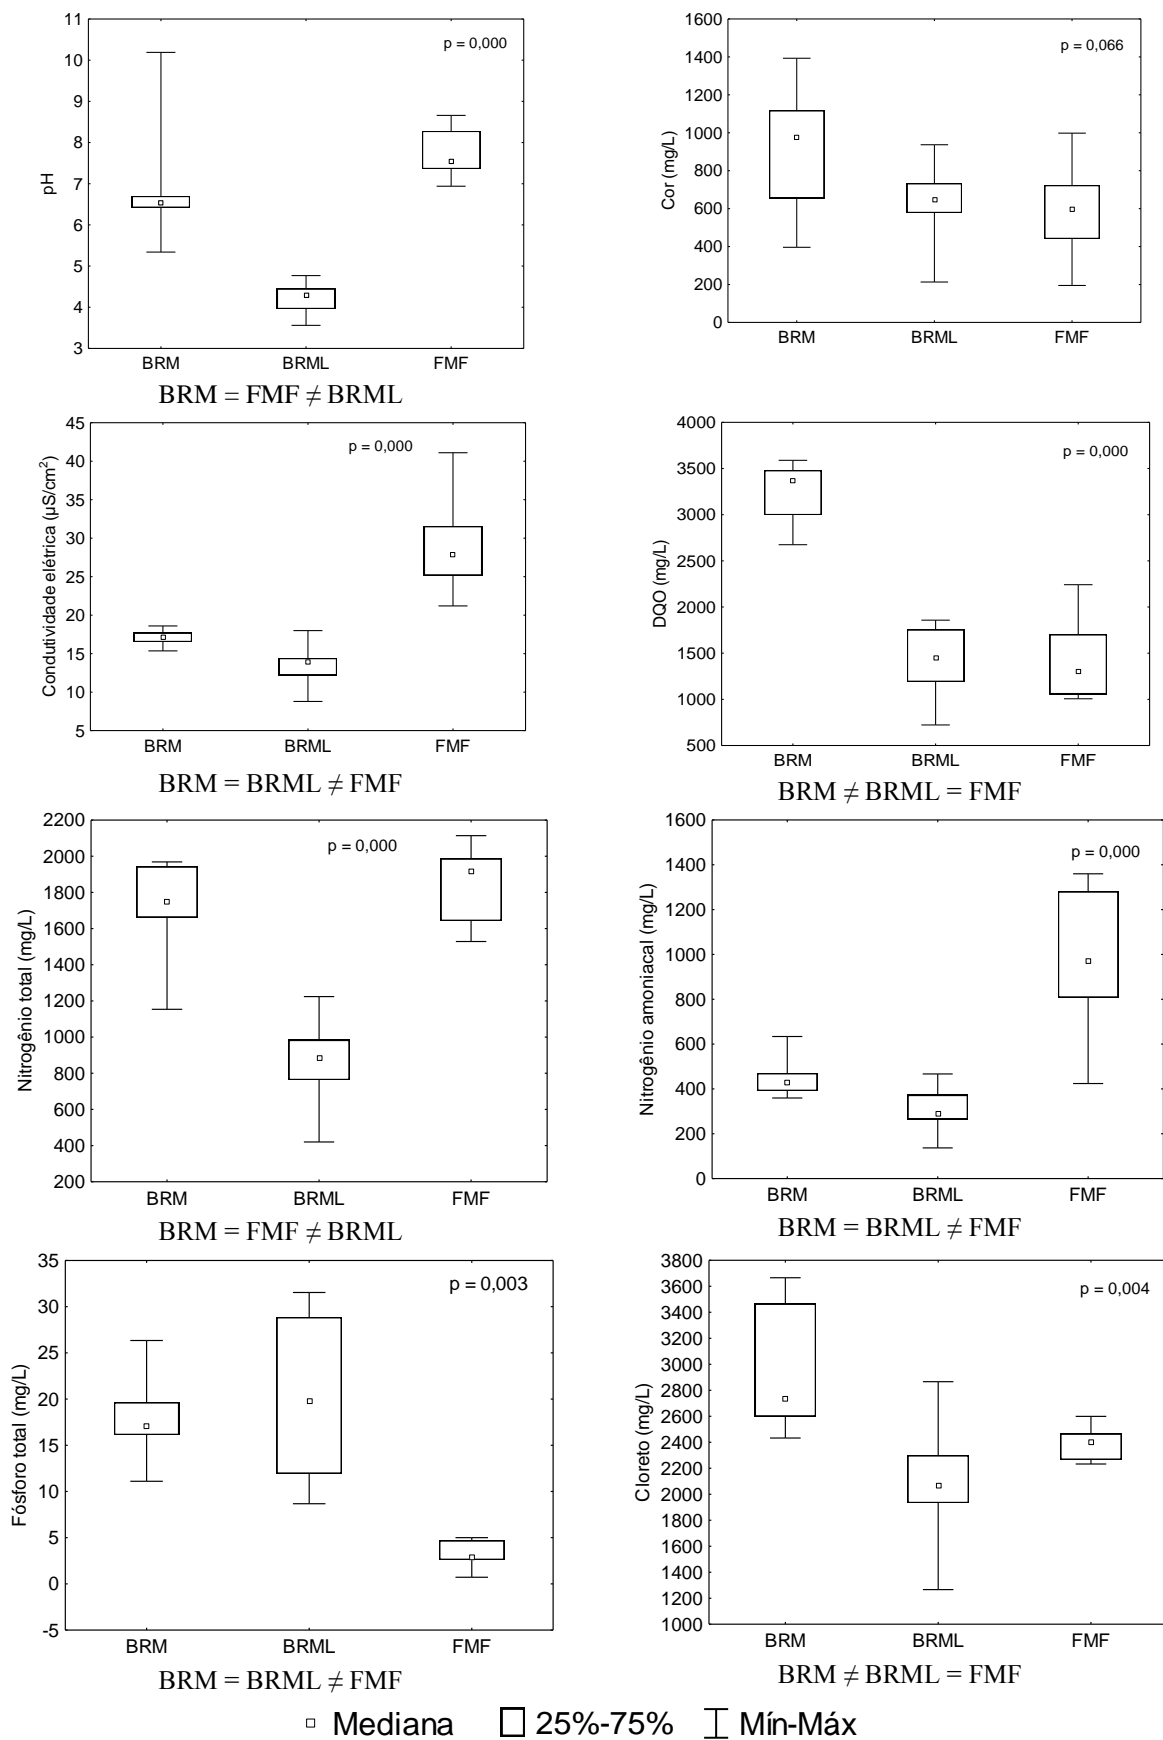 11
10
9
8
7
6
5
4
3
pH
p = 0,000
BRM BRML FMF
BRM = FMF ≠ BRML
1600
1400
1200
1000
800
600
400
200
0
Cor (mg/L)
p = 0,066
BRM BRML FMF
45
40
35
30
25
20
15
10
5
Condutividade elétrica (µS/cm²)
p = 0,000
BRM BRML FMF
BRM = BRML ≠ FMF
4000
3500
3000
2500
2000
1500
1000
500
DQO (mg/L)
p = 0,000
BRM BRML FMF
BRM ≠ BRML = FMF
2200
2000
1800
1600
1400
1200
1000
800
600
400
200
Nitrogênio total (mg/L)
p = 0,000
BRM BRML FMF
BRM = FMF ≠ BRML
1600
1400
1200
1000
800
600
400
200
0
Nitrogênio amoniacal (mg/L)
p = 0,000
BRM BRML FMF
BRM = BRML ≠ FMF
35
30
25
20
15
10
5
0
-5
Fósforo total (mg/L)
p = 0,003
BRM BRML FMF
BRM = BRML ≠ FMF
3800
3600
3400
3200
3000
2800
2600
2400
2200
2000
1800
1600
1400
1200
1000
Cloreto (mg/L)
p = 0,004
BRM BRML FMF
BRM ≠ BRML = FMF
Mediana 25%-75% Mín-Máx